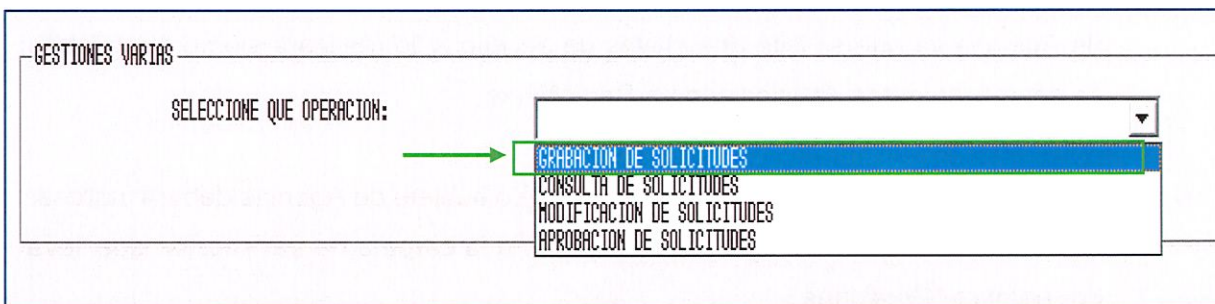 GESTIONES VARIAS
SELECCIONE QUE OPERACION:
GRABACION DE SOLICITUDES
CONSULTA DE SOLICITUDES
MODIFICACION DE SOLICITUDES
APROBACION DE SOLICITUDES